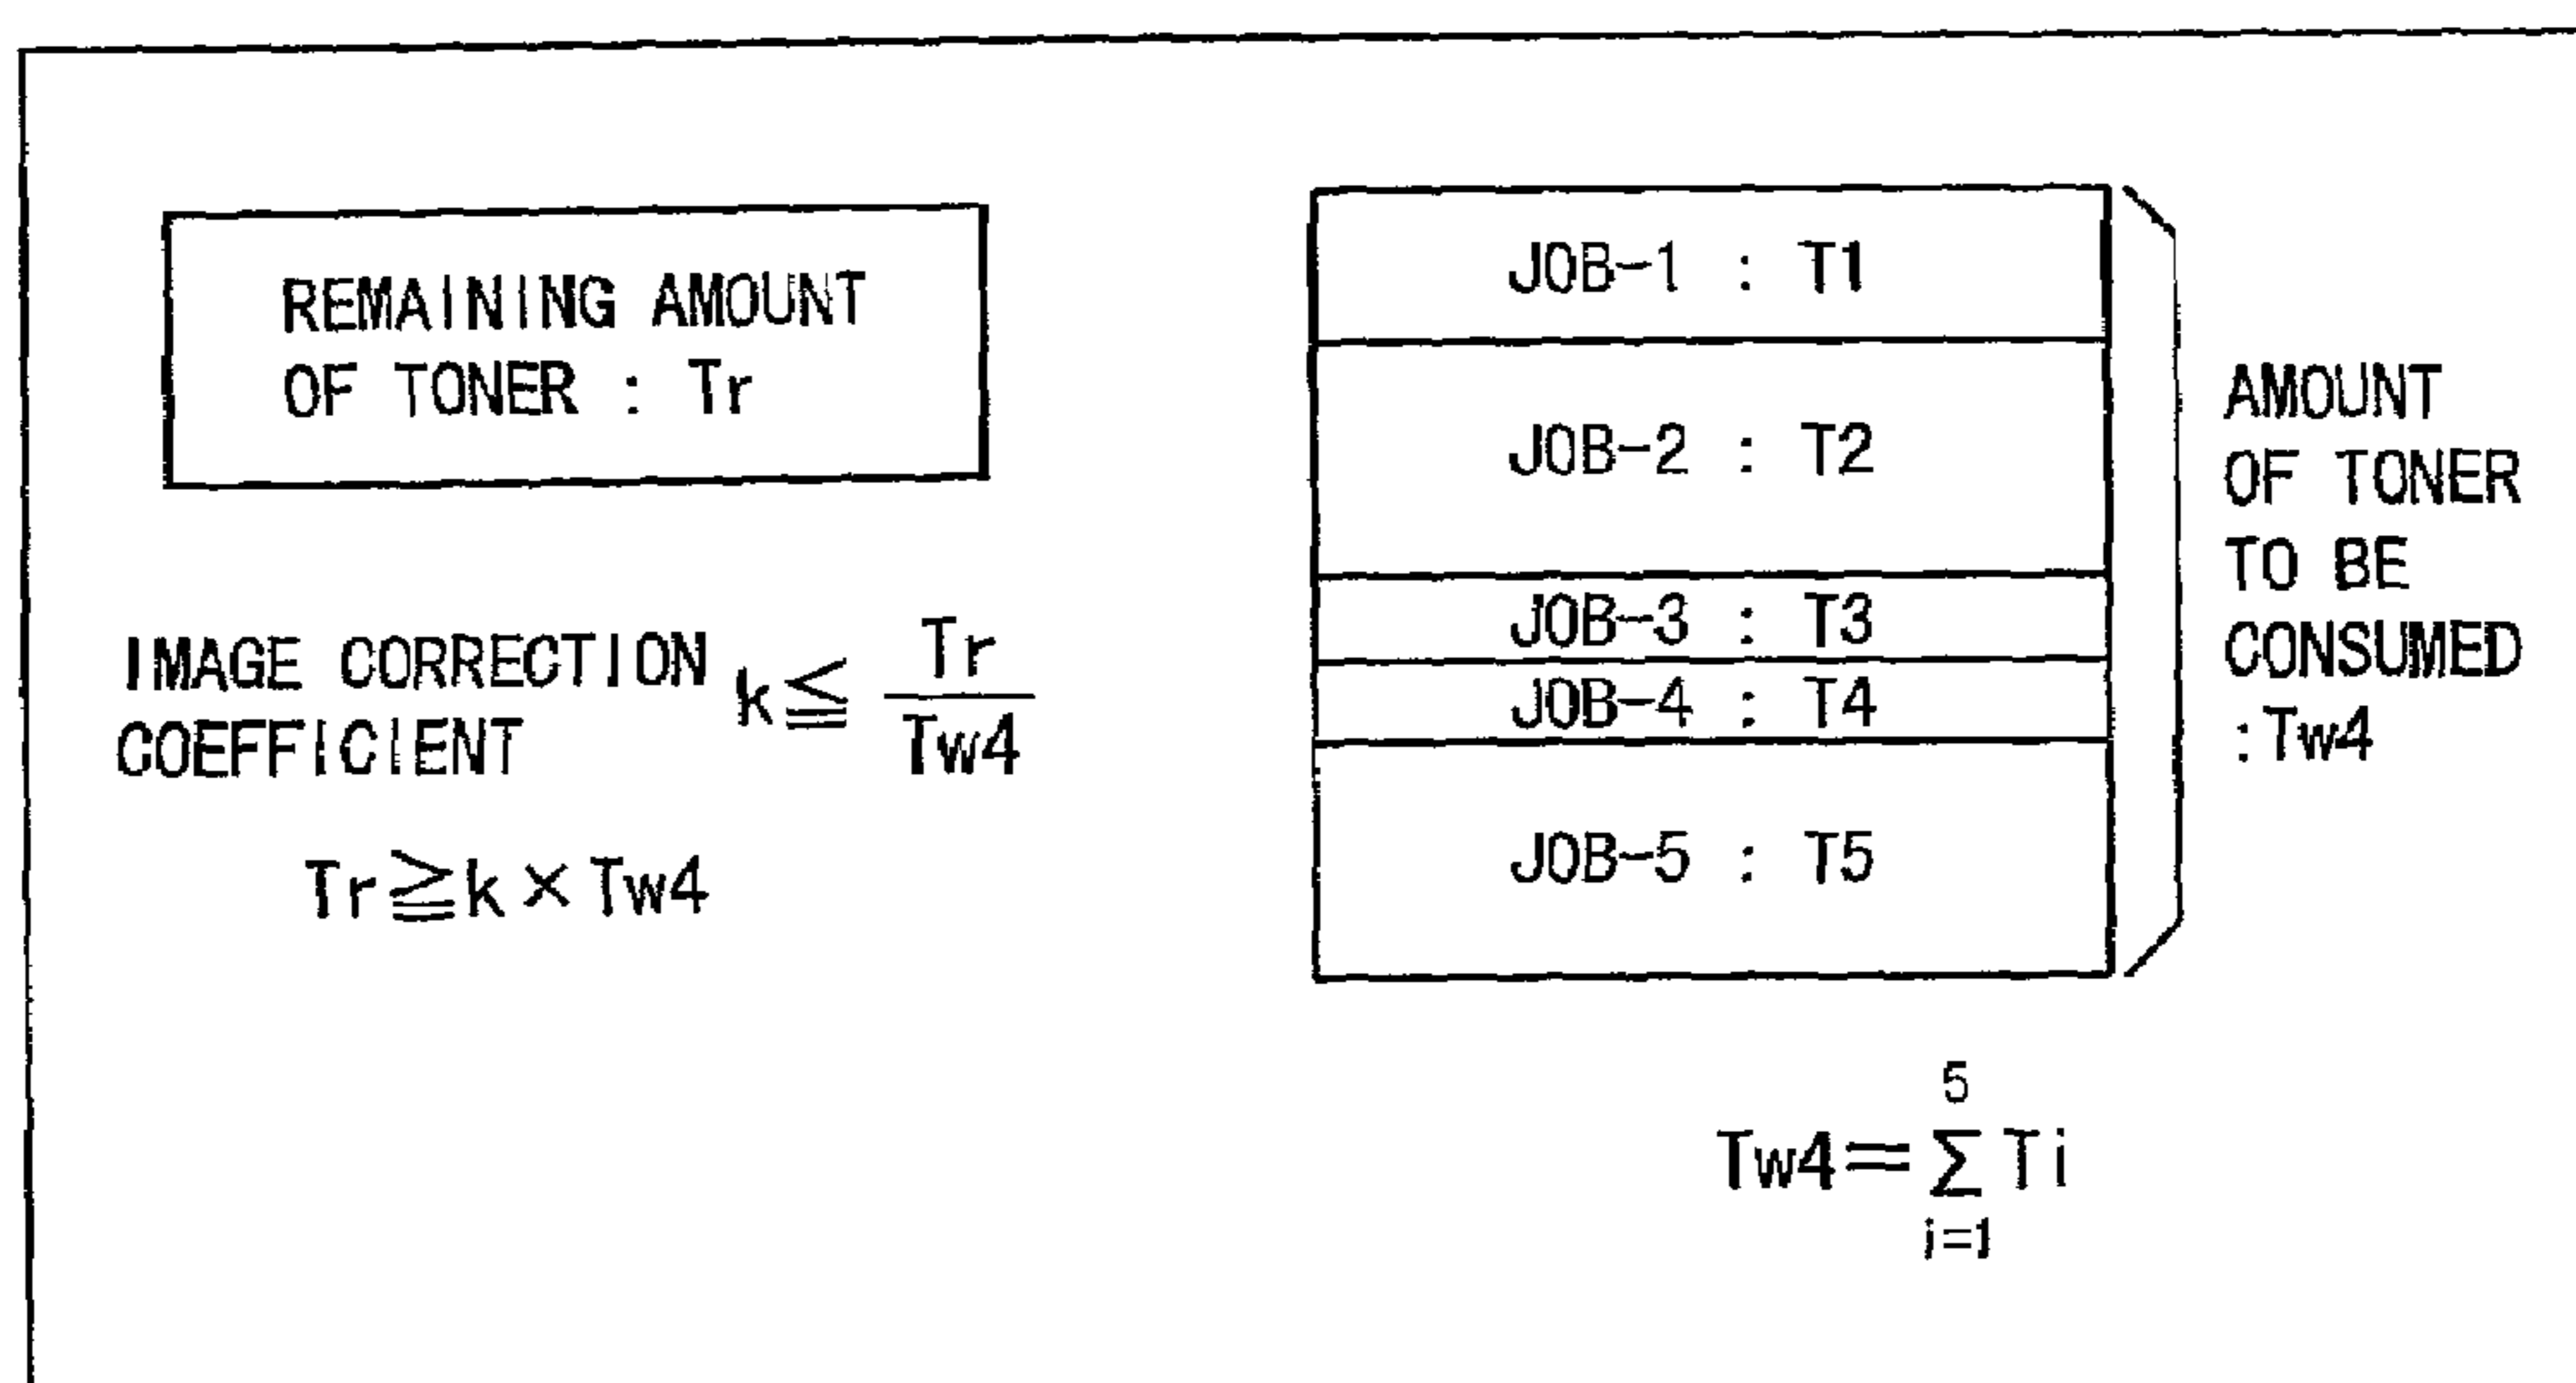 REMAINING AMOUNT
OF TONER : Tr
IMAGE CORRECTION
COEFFICIENT
k≦ Tr
Tw4
Tr≧k×Tw4
JOB-1 : T1
JOB-2 : T2
JOB-3 : T3
JOB-4 : T4
JOB-5 : T5
AMOUNT
OF TONER
TO BE
CONSUMED
:Tw4
5
Tw4=Σ Ti
i=1